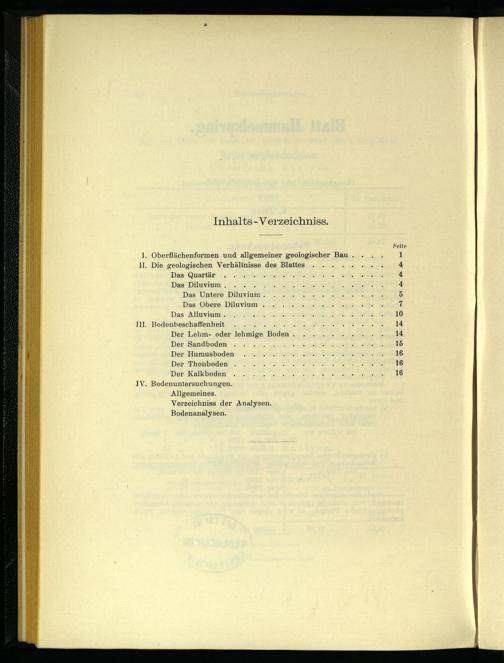 Inhalts-Verzeichniss.
Seite
I. Oberflächenformen und allgemeiner geologischer Bau . . . . 1
II. Die geologischen Verhältnisse des Blattes . . . . . . . . 4
Das Quartär . . . . . . . . . . . . . . . . 4
Das Diluvium . . . . . . . . . . . . . . . . 4
Das Untere Diluvium . . . . . . . . . . . . 5
Das Obere Diluvium . . . . . . . . . . . . 7
Das Alluvium . . . . . . . . . . . . . . . . 10
III. Bodenbeschaffenheit . . . . . . . . . . . . . . . 14
Der Lehm- oder lehmige Boden . . . . . . . . . . 14
Der Sandboden . . . . . . . . . . . . . . . 15
Der Humusboden . . . . . . . . . . . . . . 16
Der Thonboden . . . . . . . . . . . . . . . 16
Der Kalkboden . . . . . . . . . . . . . . . 16
IV. Bodenuntersuchungen.
Allgemeines.
Verzeichniss der Analysen.
Bodenanalysen.